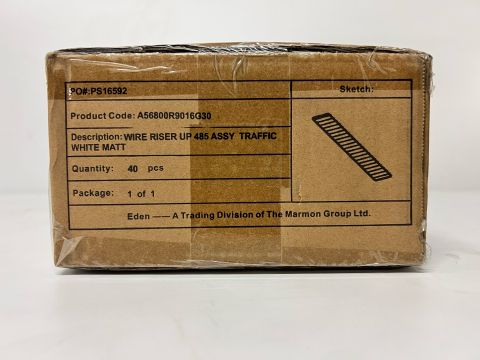 PO#:PS16592
Sketch:
Product Code: A56800R9016G30
Description: WIRE RISER UP 485 ASSY TRAFFIC
WHITE MATT
Quantity: 40 pcs
Package: 1 of 1
Eden —— A Trading Division of The Marmon Group Ltd.